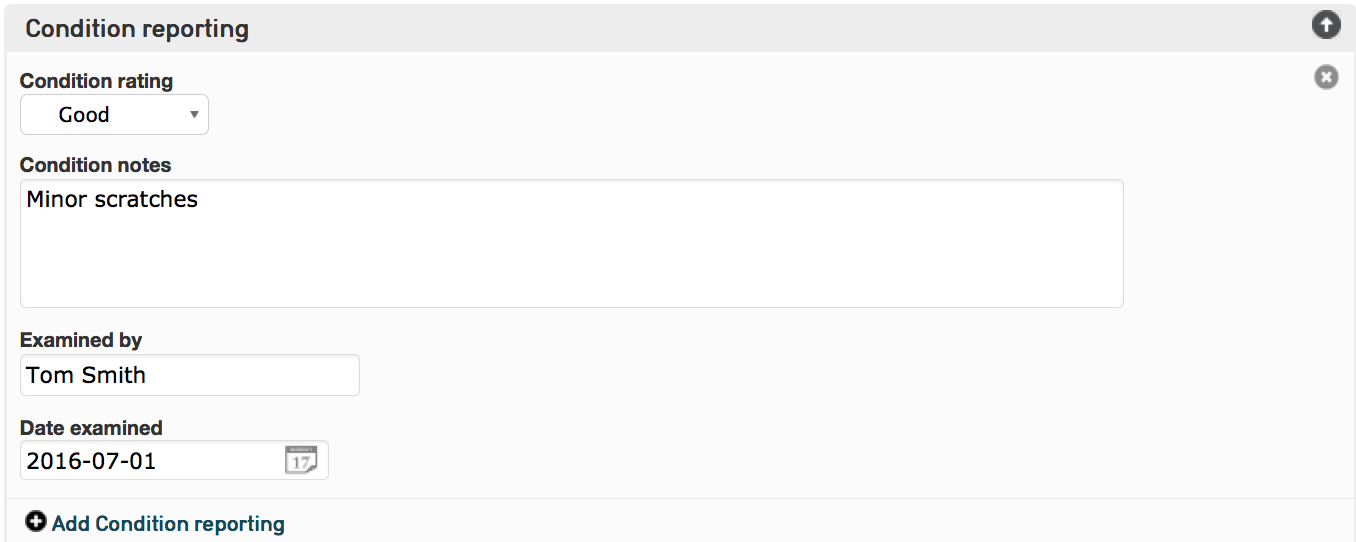 Condition reporting
Condition rating
Good
Condition notes
Minor scratches
Examined by
Tom Smith
Date examined
2016-07-01
17
Add Condition reporting